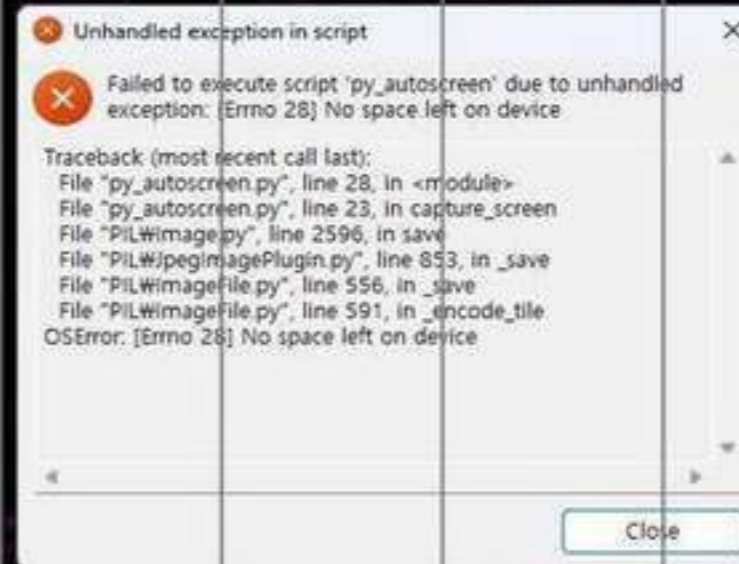 Unhandled exception in script
Failed to execute script 'py_autoscreen' due to unhandled
exception: [Errno 28] No space left on device
Traceback (most recent call last):
File "py_autoscreen.py", line 28, in <module>
File "py_autoscreen.py", line 23, in capture_screen
File "PIL₩Image.py", line 2596, in save
File "PIL₩JpegImagePlugin.py", line 853, in _save
File "PIL₩ImageFile.py", line 556, in _save
File "PIL₩ImageFile.py", line 591, in _encode_tile
OSError: [Errno 28] No space left on device
Close